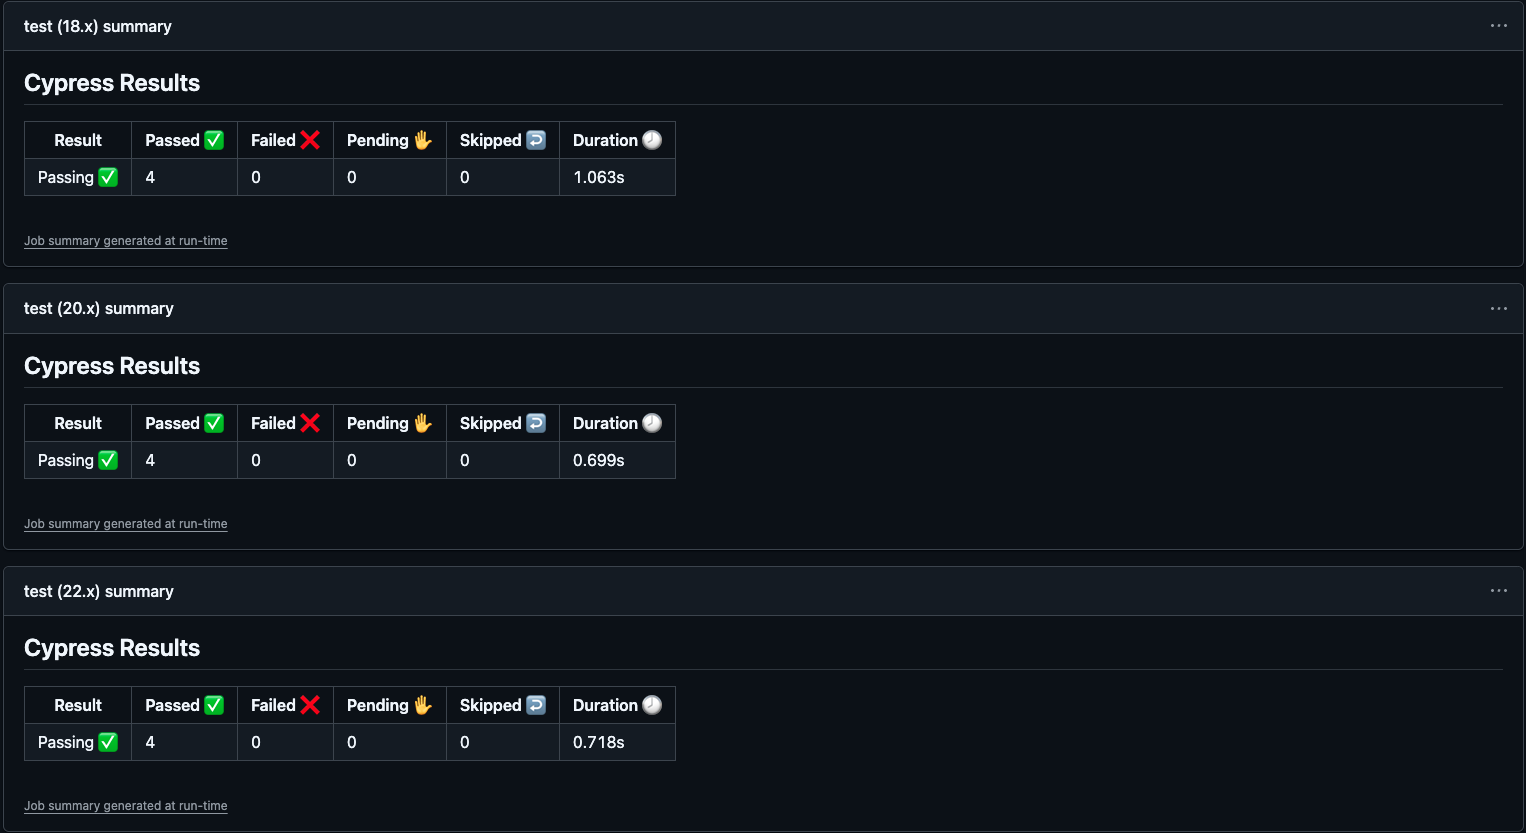 test (18.x) summary
Cypress Results
Result Passed ✅ Failed ❌ Pending ✋ Skipped ↩️ Duration 🕗
Passing ✅ 4 0 0 0 1.063s
Job summary generated at run-time
test (20.x) summary
Cypress Results
Result Passed ✅ Failed ❌ Pending ✋ Skipped ↩️ Duration 🕗
Passing ✅ 4 0 0 0 0.699s
Job summary generated at run-time
test (22.x) summary
Cypress Results
Result Passed ✅ Failed ❌ Pending ✋ Skipped ↩️ Duration 🕗
Passing ✅ 4 0 0 0 0.718s
Job summary generated at run-time